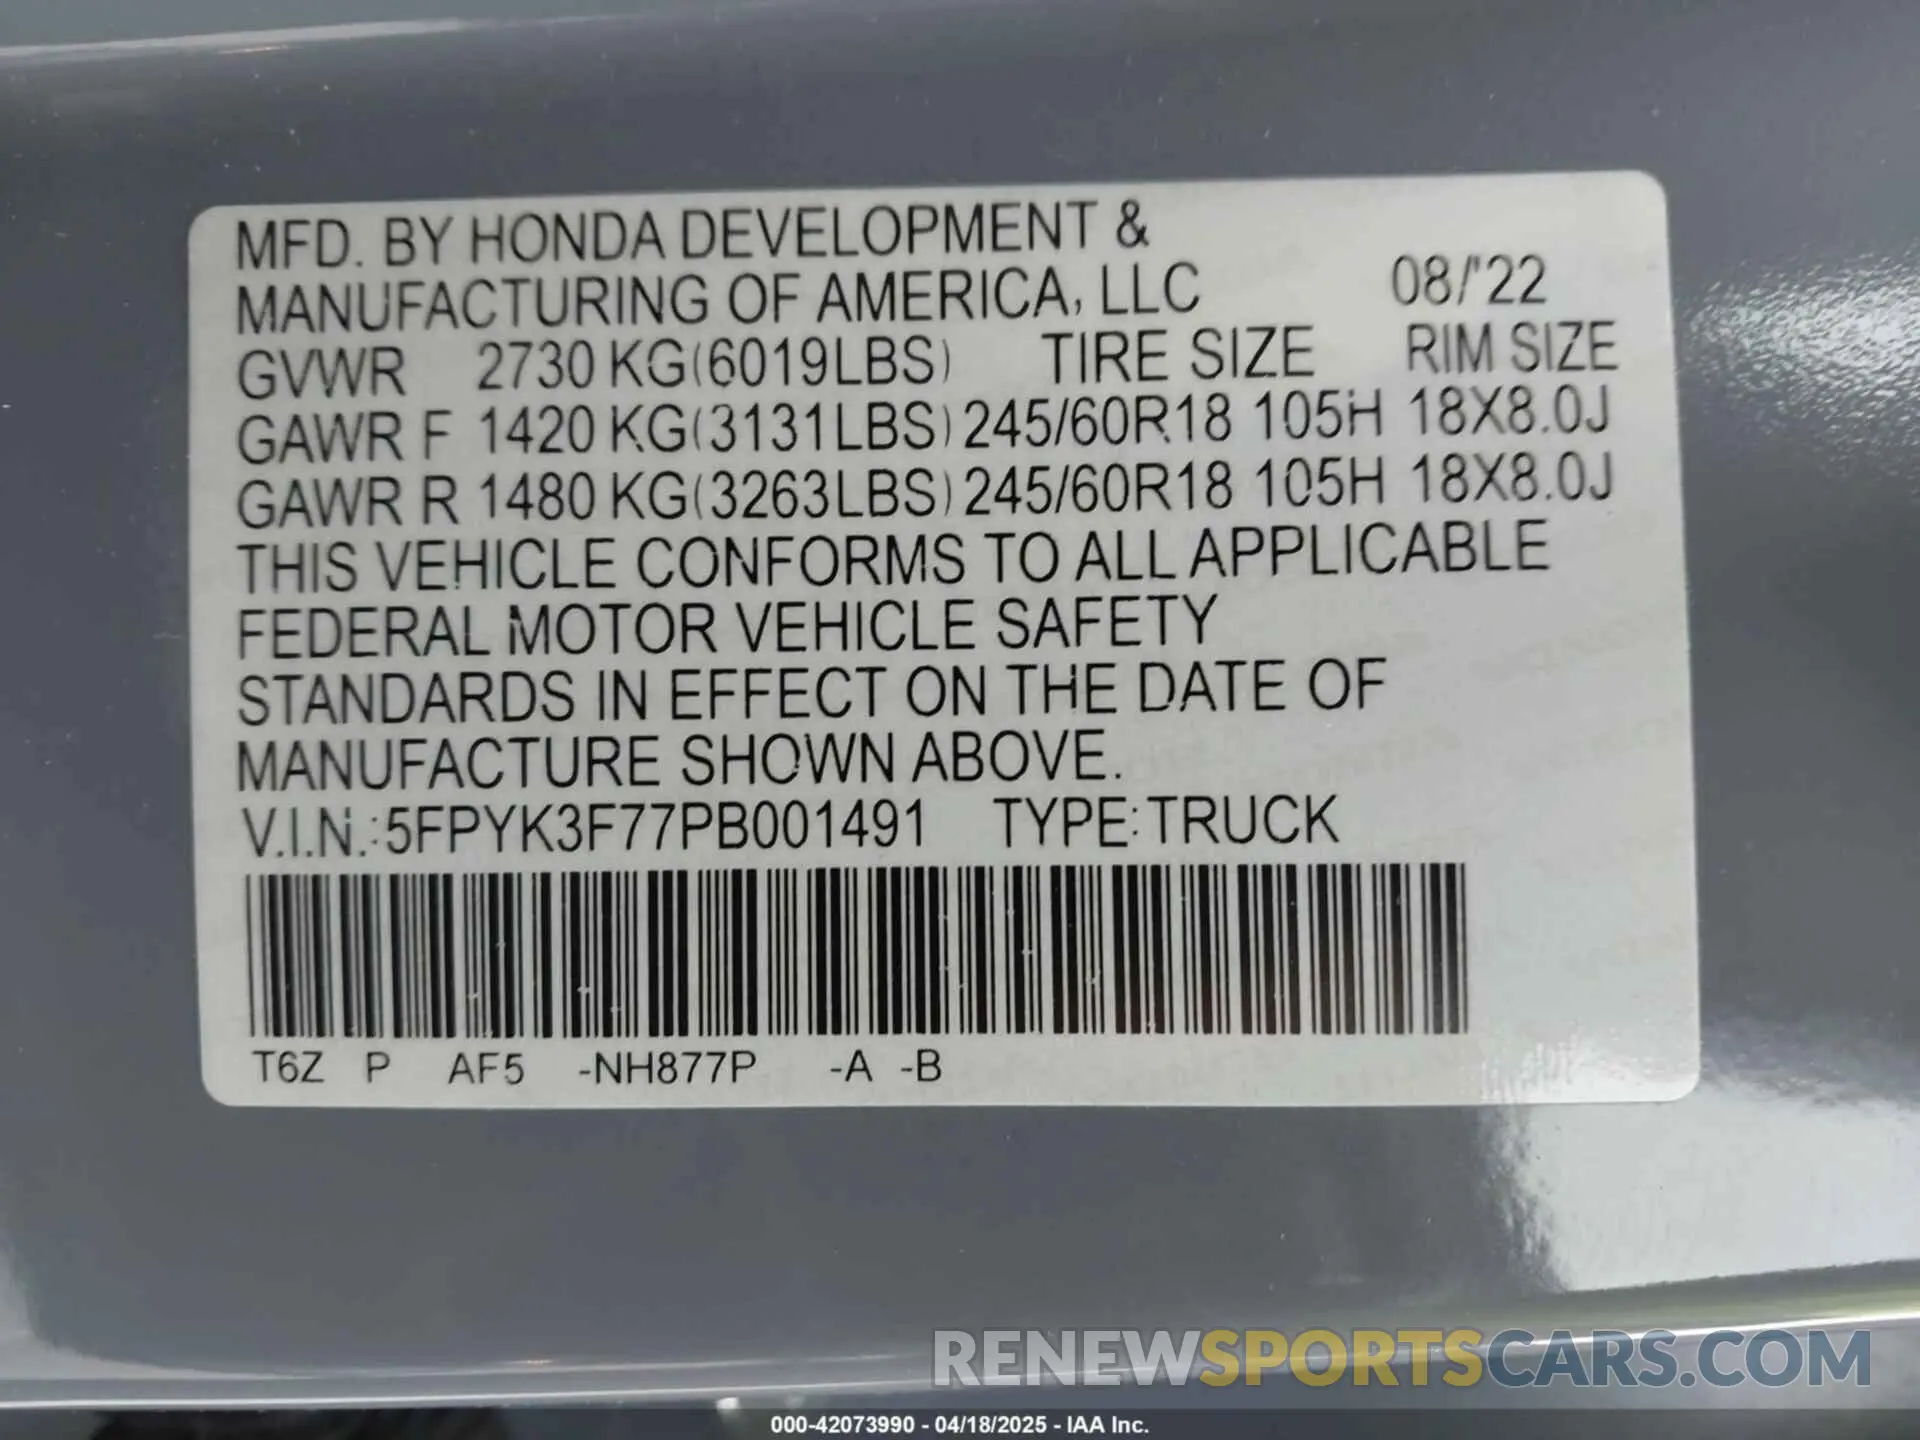 MFD. BY HONDA DEVELOPMENT &
MANUFACTURING OF AMERICA, LLC 08/'22
GVWR 2730 KG(6019LBS) TIRE SIZE RIM SIZE
GAWR F 1420 KG(3131LBS) 245/60R18 105H 18X8.0J
GAWR R 1480 KG(3263LBS) 245/60R18 105H 18X8.0J
THIS VEHICLE CONFORMS TO ALL APPLICABLE
FEDERAL MOTOR VEHICLE SAFETY
STANDARDS IN EFFECT ON THE DATE OF
MANUFACTURE SHOWN ABOVE.
V.I.N.:5FPYK3F77PB001491 TYPE:TRUCK
T6Z P AF5 -NH877P -A -B
RENEWSPORTSCARS.COM
000-42073990 - 04/18/2025 - IAA Inc.